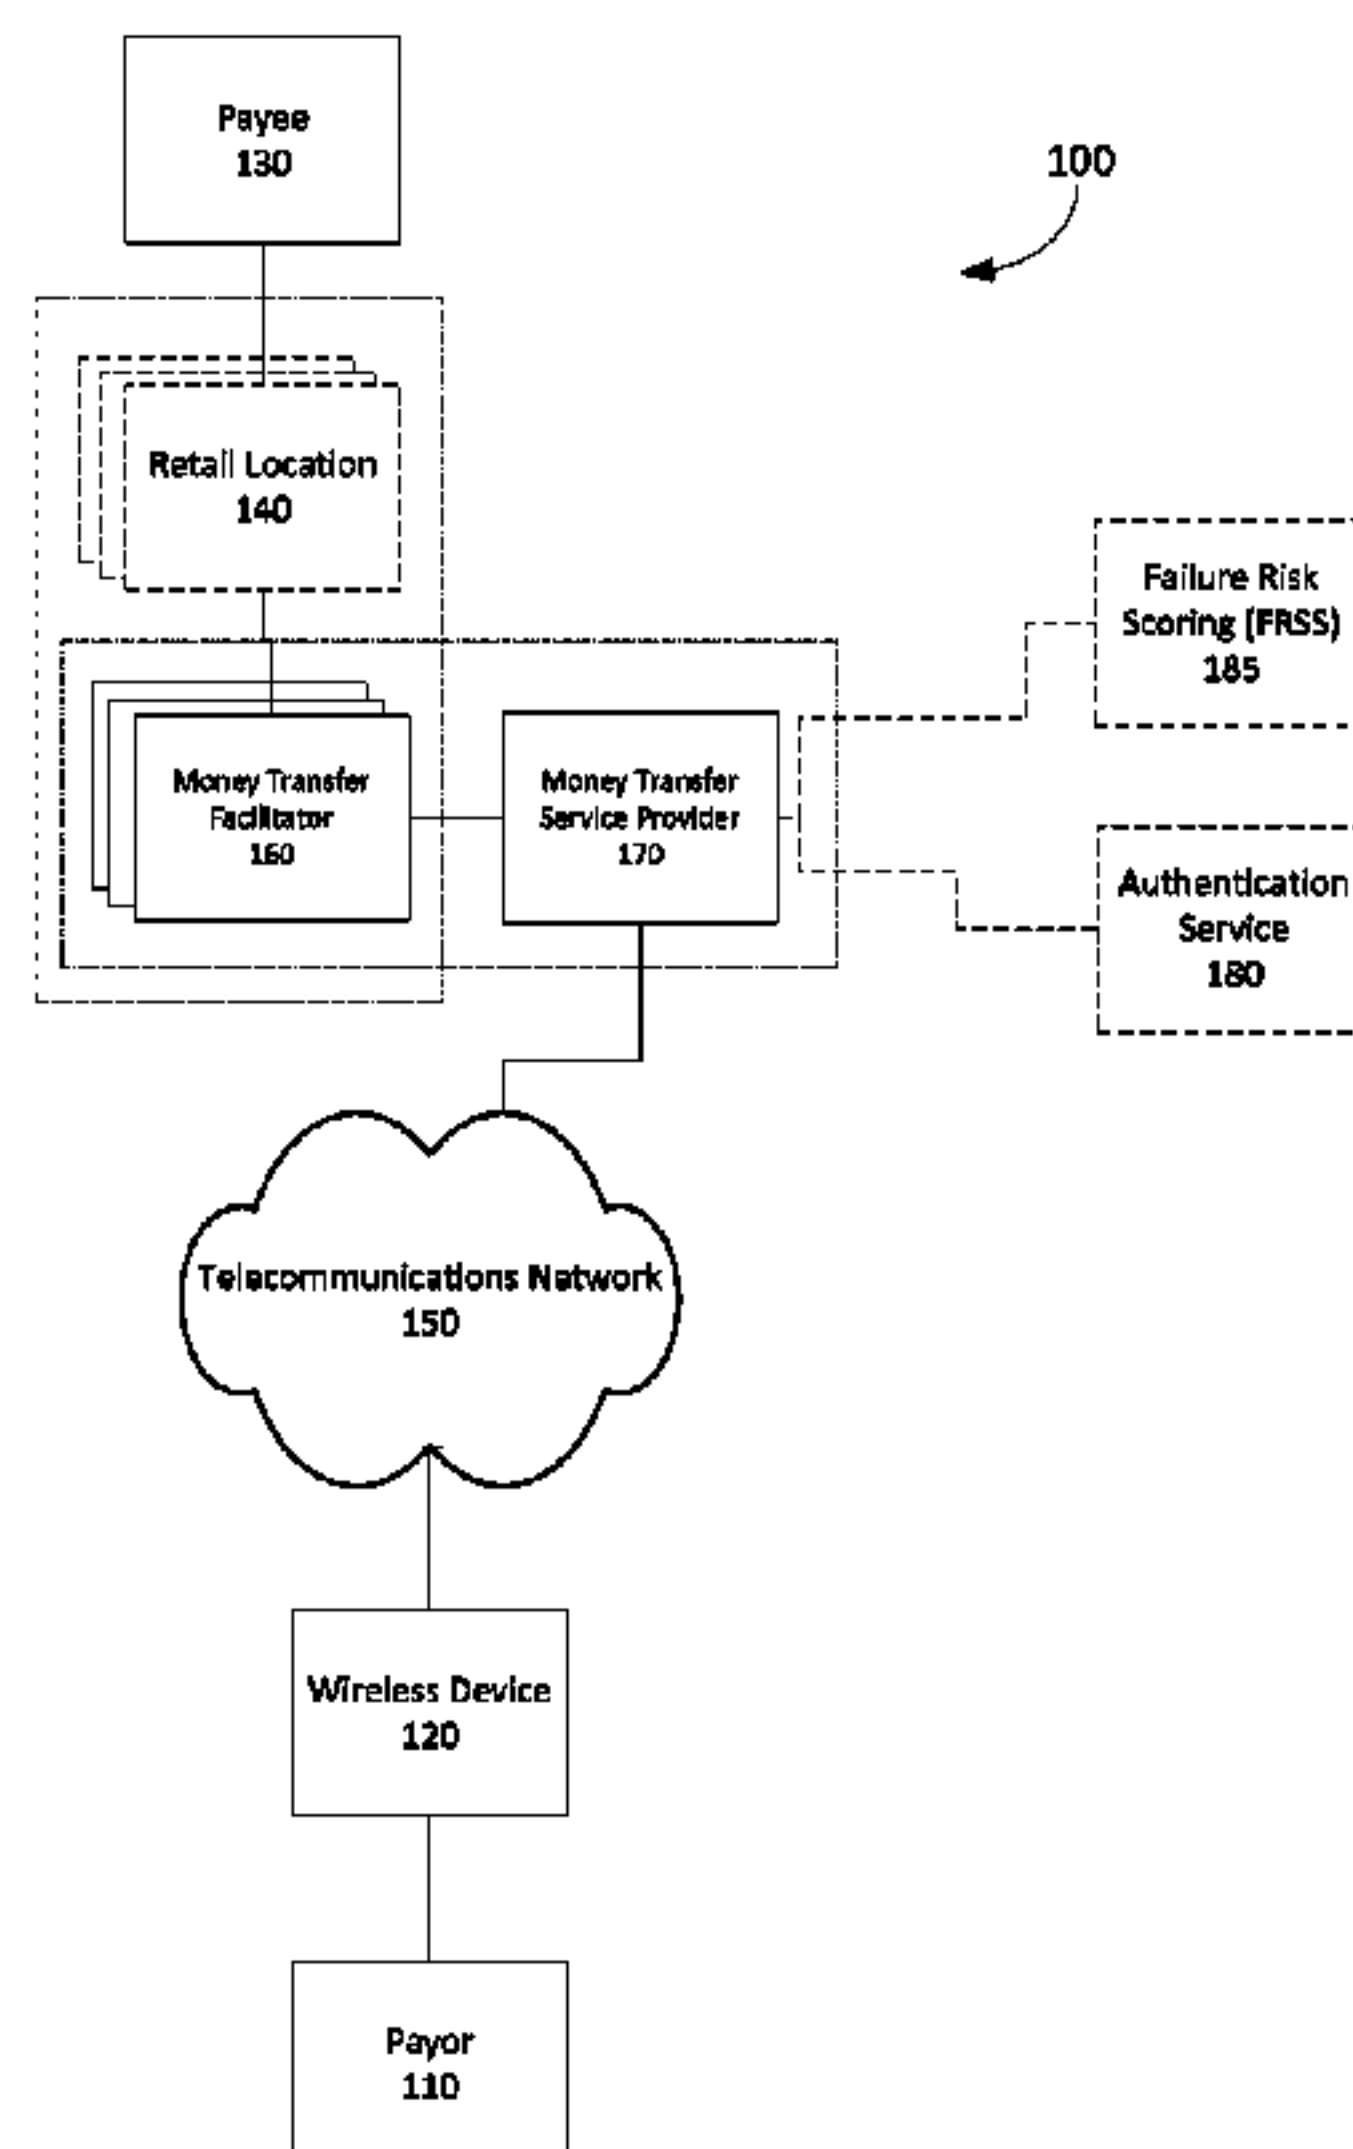 Payee
130
100
Retail Location
140
Failure Risk
Scoring (FRSS)
185
Money Transfer
Facilitator
160
Money Transfer
Service Provider
170
Authentication
Service
180
Telecommunications Network
150
Wireless Device
120
Payor
110